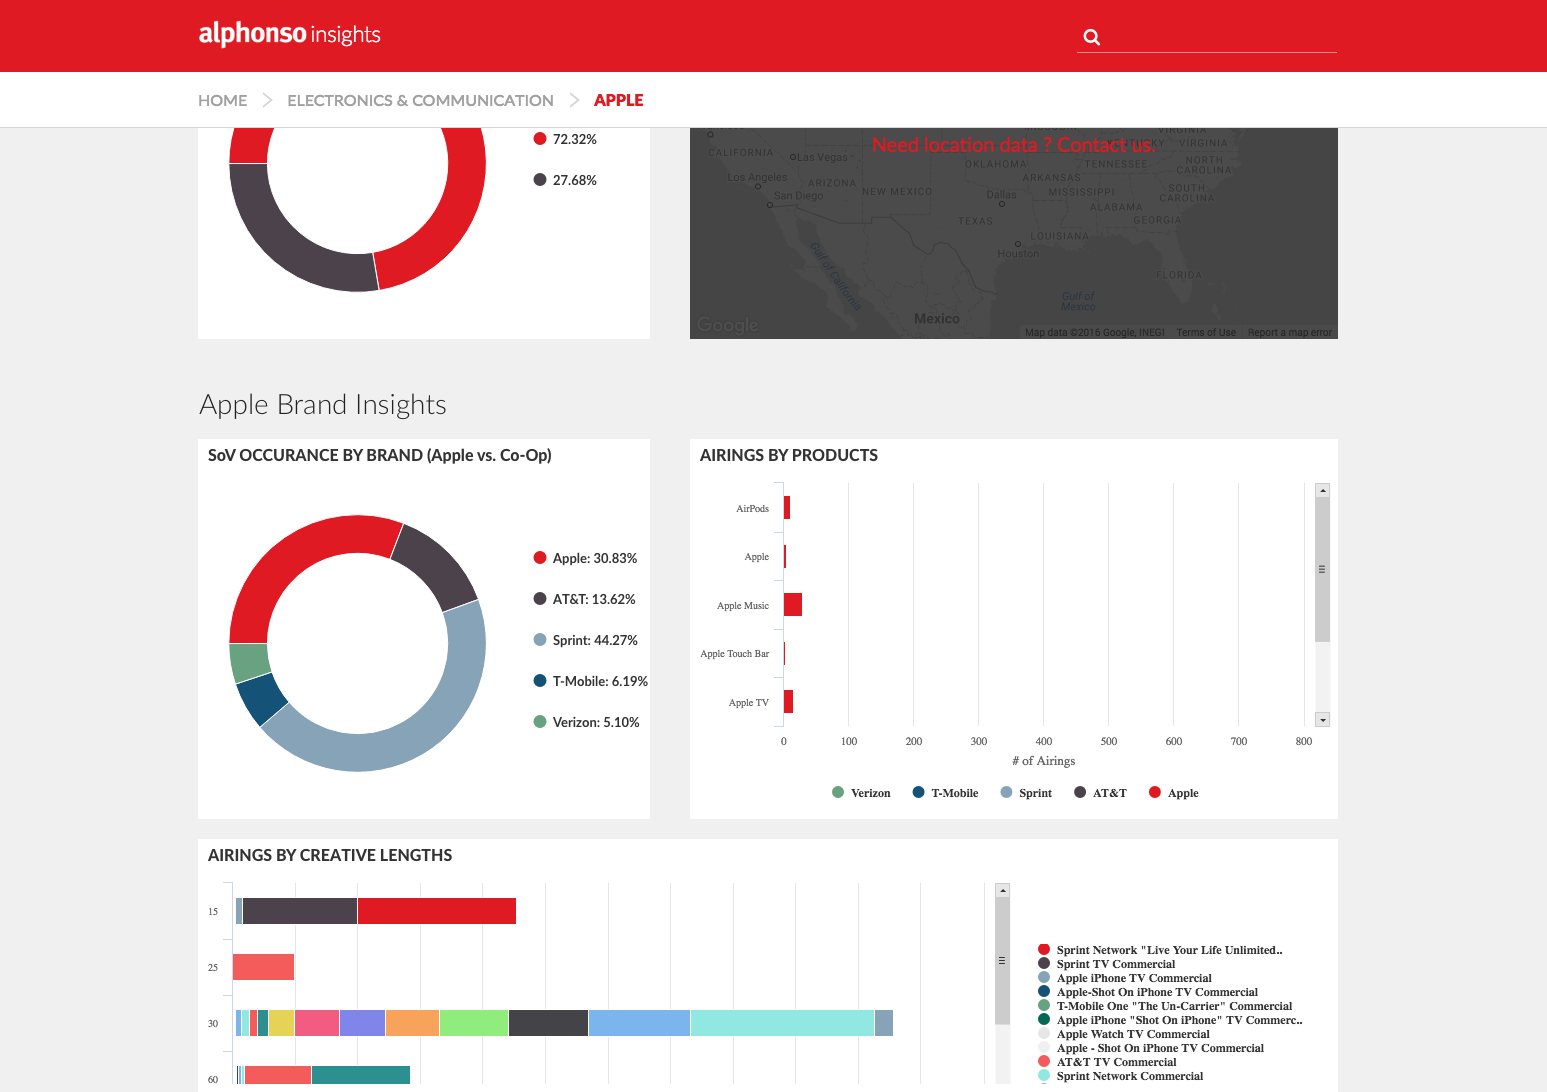 alphonso insights
HOME
ELECTRONICS & COMMUNICATION
APPLE
72.32%
27.68%
Need location data ? Contact us.
VIRGINIA
KENTUCKY
VIRGINIA
CALIFORNIA
Las Vegas
OKLAHOMA
TENNESSEE
NORTH
CAROLINA
Los Angeles
ARIZONA
NEW MEXICO
ARKANSAS
MISSISSIPPI
SOUTH
CAROLINA
San Diego
Dallas
ALABAMA
TEXAS
GEORGIA
LOUISIANA
Houston
Gulf of California
FLORIDA
Gulf of
Mexico
Mexico
Google
Map data ©2016 Google, INEGI
Terms of Use
Report a map error
Apple Brand Insights
SoV OCCURANCE BY BRAND (Apple vs. Co-Op)
Apple: 30.83%
AT&T: 13.62%
Sprint: 44.27%
T-Mobile: 6.19%
Verizon: 5.10%
AIRINGS BY PRODUCTS
AirPods
Apple
Apple Music
Apple Touch Bar
Apple TV
0 100 200 300 400 500 600 700 800
# of Airings
Verizon T-Mobile Sprint AT&T Apple
AIRINGS BY CREATIVE LENGTHS
15
25
30
60
Sprint Network "Live Your Life Unlimited..
Sprint TV Commercial
Apple iPhone TV Commercial
Apple-Shot On iPhone TV Commercial
T-Mobile One "The Un-Carrier" Commercial
Apple iPhone "Shot On iPhone" TV Commerc..
Apple Watch TV Commercial
Apple - Shot On iPhone TV Commercial
AT&T TV Commercial
Sprint Network Commercial